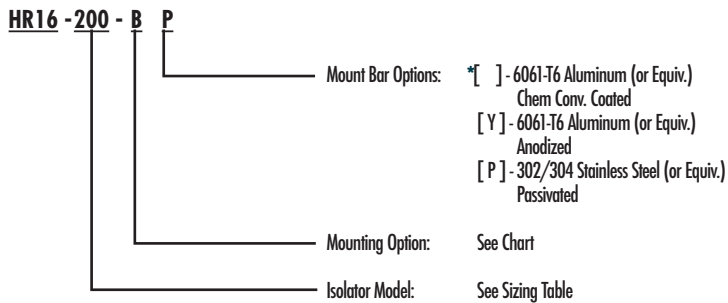 HR16 - 200 - B P
Mount Bar Options: *[ ] - 6061-T6 Aluminum (or Equiv.)
Chem Conv. Coated
[ Y ] - 6061-T6 Aluminum (or Equiv.)
Anodized
[ P ] - 302/304 Stainless Steel (or Equiv.)
Passivated
Mounting Option: See Chart
Isolator Model: See Sizing Table